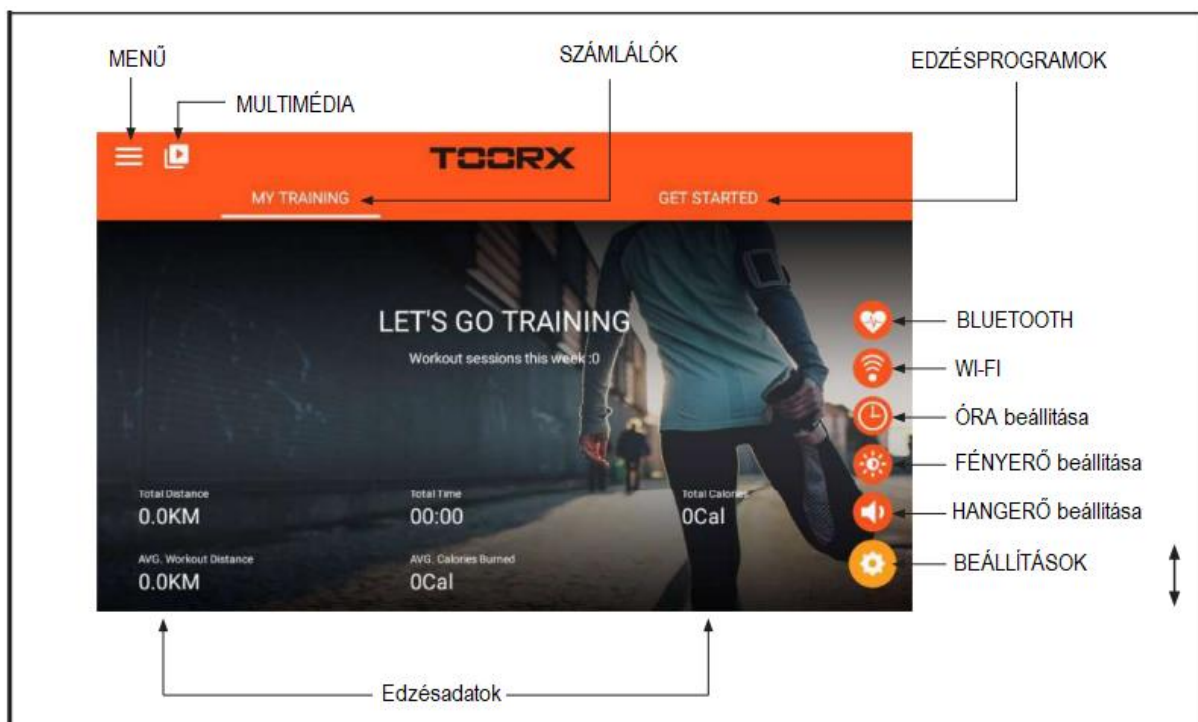 MENŰ
SZÁMLÁLÓK
EDZÉSPROGRAMOK
MULTIMÉDIA
TOORX
MY TRAINING
GET STARTED
LET'S GO TRAINING
Workout sessions this week :0
BLUETOOTH
WI-FI
ÓRA beállítása
FÉNYERŐ beállítása
HANGERŐ beállítása
BEÁLLÍTÁSOK
Total Distance
0.0KM
Total Time
00:00
Total Calories
0Cal
AVG. Workout Distance
0.0KM
AVG. Calories Burned
0Cal
Edzésadatok